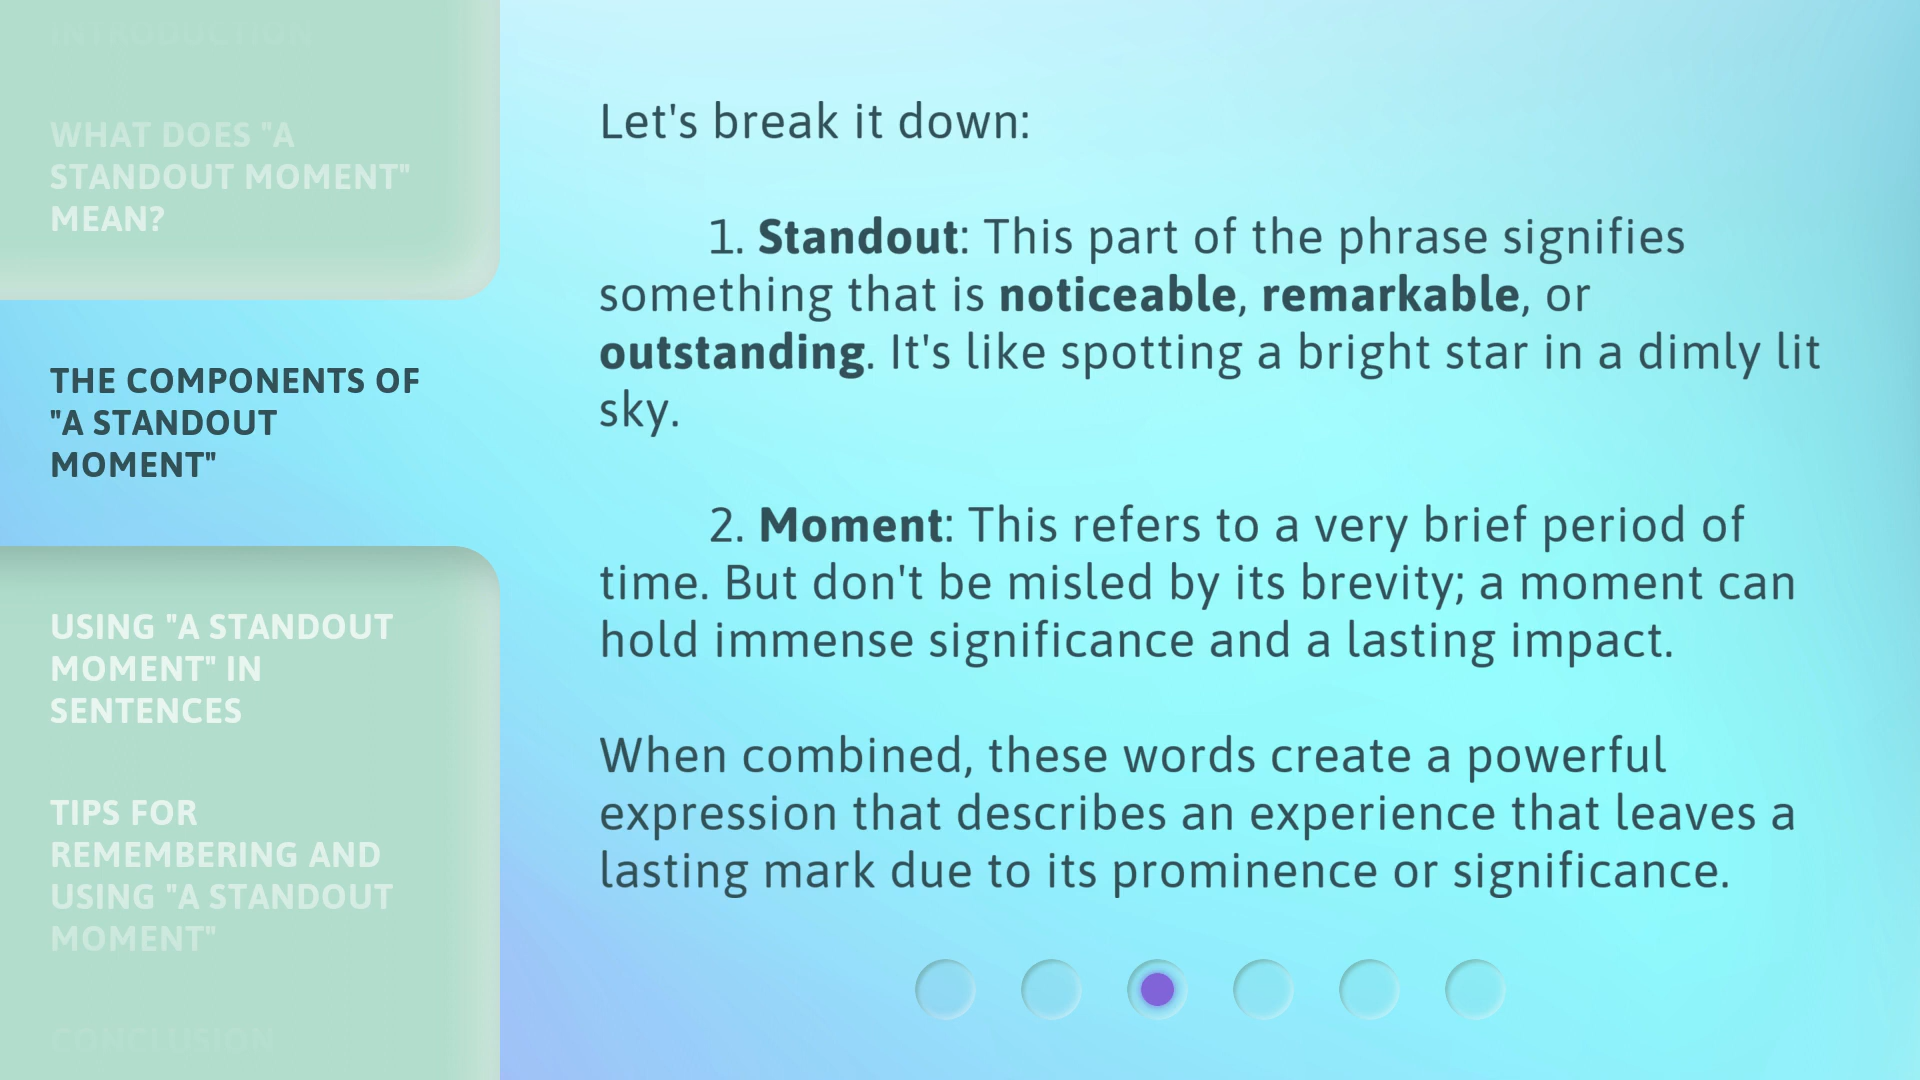 INTRODUCTION
WHAT DOES "A
STANDOUT MOMENT"
MEAN?
THE COMPONENTS OF
"A STANDOUT
MOMENT"
USING "A STANDOUT
MOMENT" IN
SENTENCES
TIPS FOR
REMEMBERING AND
USING "A STANDOUT
MOMENT"
CONCLUSION
Let's break it down:
1. Standout: This part of the phrase signifies
something that is noticeable, remarkable, or
outstanding. It's like spotting a bright star in a dimly lit
sky.
2. Moment: This refers to a very brief period of
time. But don't be misled by its brevity; a moment can
hold immense significance and a lasting impact.
When combined, these words create a powerful
expression that describes an experience that leaves a
lasting mark due to its prominence or significance.